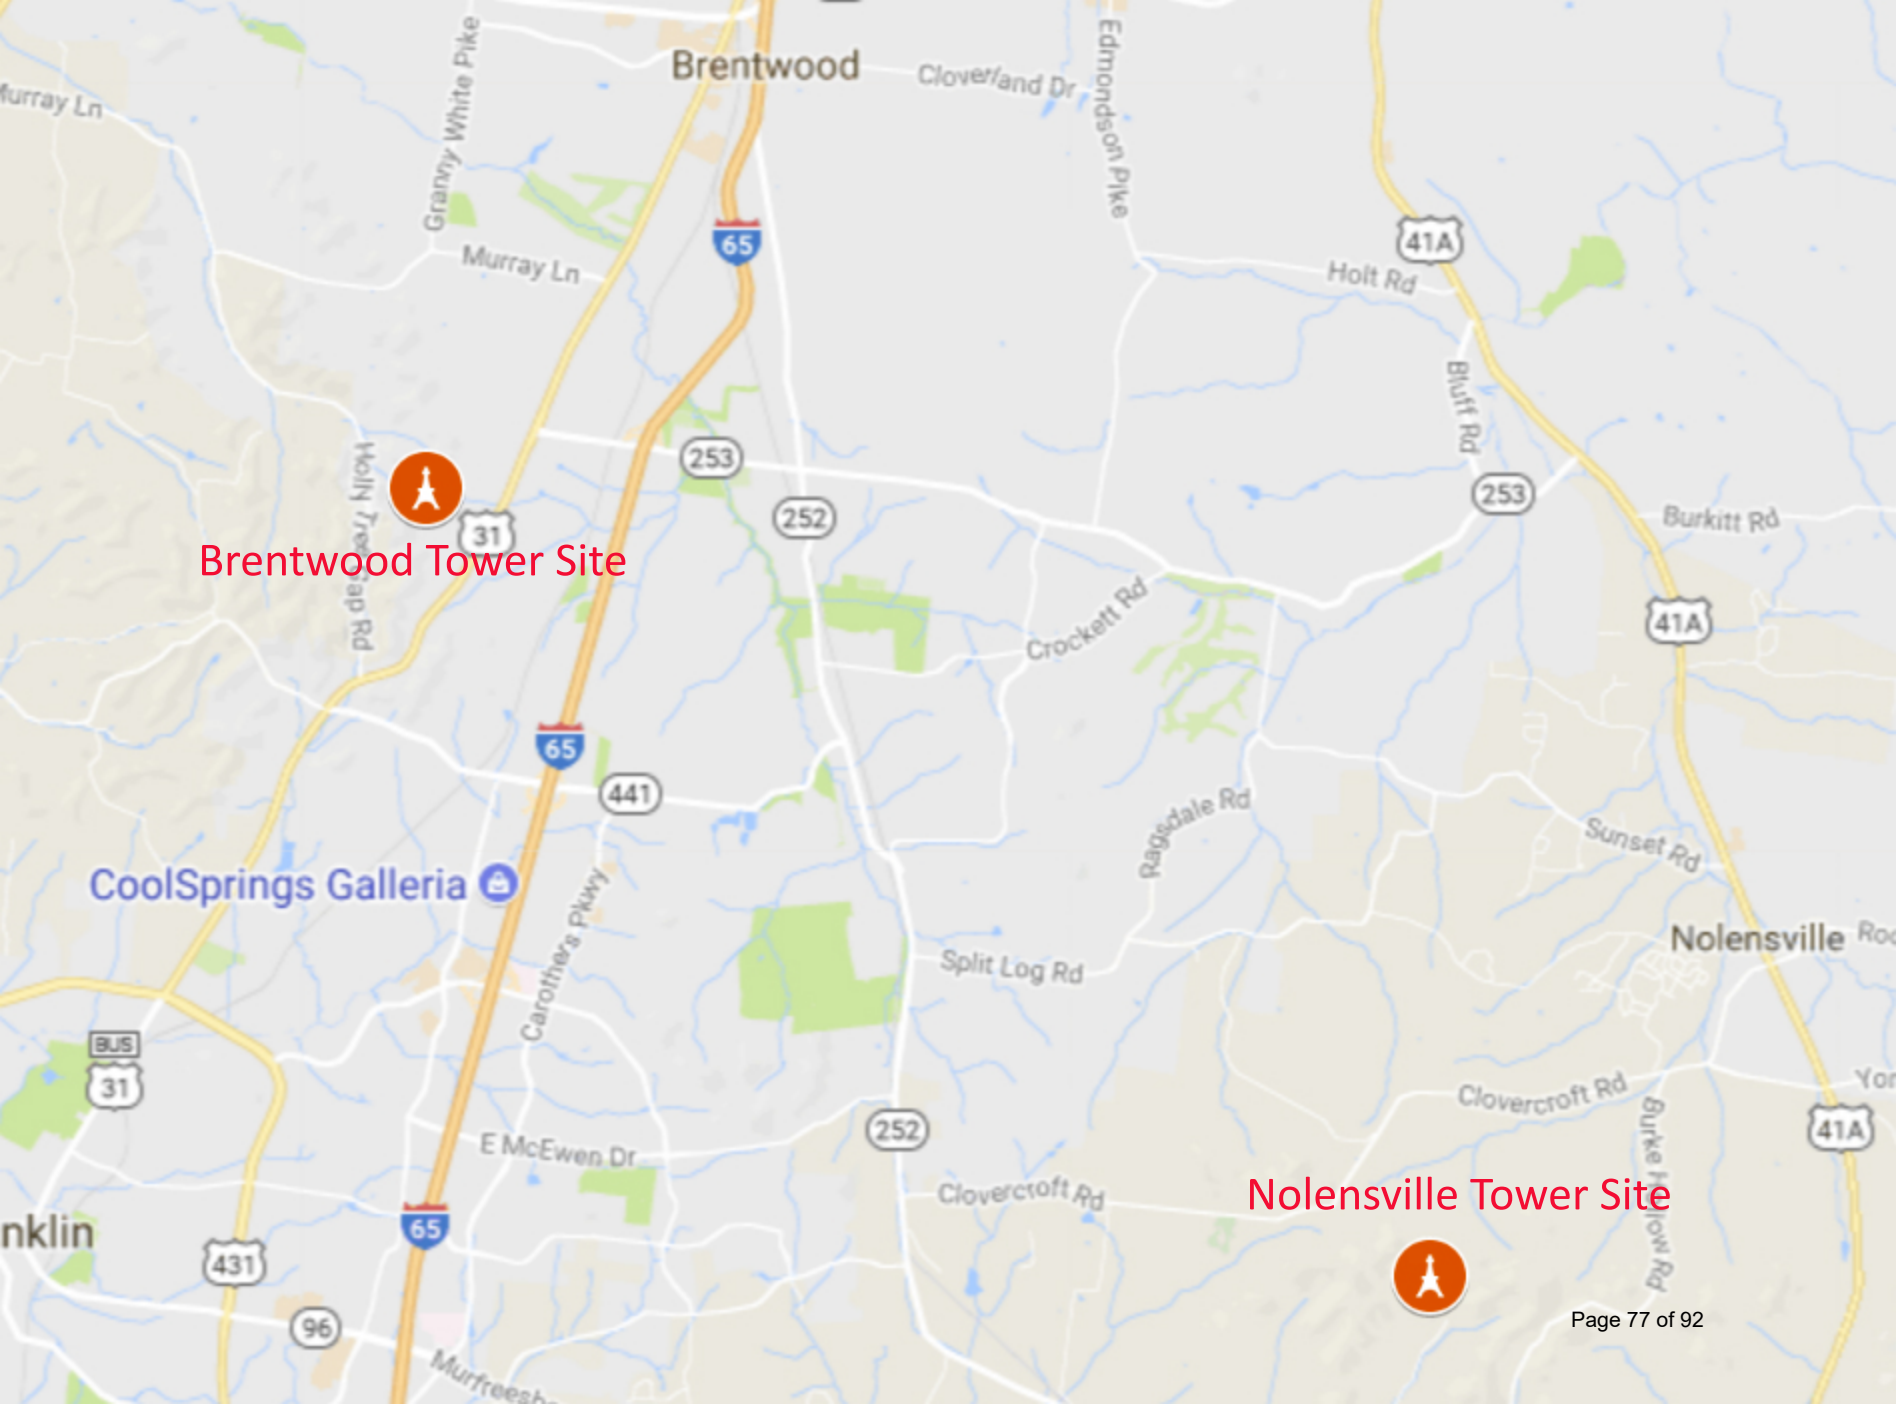 Brentwood
Cloverland Dr
Edmondson Pike
Granny White Pike
Murray Ln
65
41A
Murray Ln
Holt Rd
Bluff Rd
Holly Tree Gap Rd
253
253
252
31
Burkitt Rd
Brentwood Tower Site
Crockett Rd
41A
65
441
Ragsdale Rd
Sunset Rd
CoolSprings Galleria
Carothers Pkwy
Nolensville
Split Log Rd
BUS
31
Clovercroft Rd
Burke Hollow Rd
252
41A
E McEwen Dr
Clovercroft Rd
Nolensville Tower Site
nklin
65
431
96
Page 77 of 92
Murfreesb